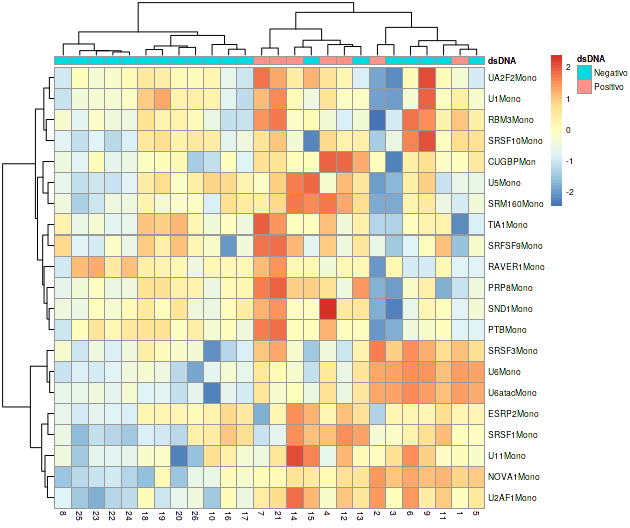 dsDNA
dsDNA
Negativo
Positivo
2
1
0
-1
-2
UA2F2Mono
U1Mono
RBM3Mono
SRSF10Mono
CUGBPMon
U5Mono
SRM160Mono
TIA1Mono
SRFSF9Mono
RAVER1Mono
PRP8Mono
SND1Mono
PTBMono
SRSF3Mono
U6Mono
U6atacMono
ESRP2Mono
SRSF1Mono
U11Mono
NOVA1Mono
U2AF1Mono
8 25 23 22 24 18 19 20 26 10 16 17 7 21 14 15 4 12 13 2 3 6 9 11 1 5